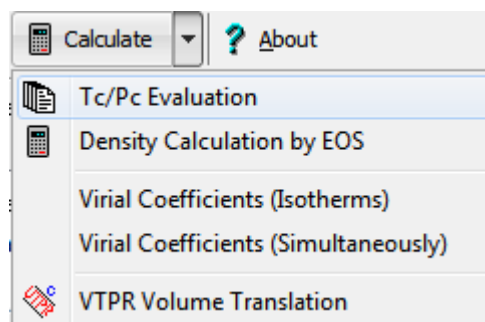 Calculate About
Tc/Pc Evaluation
Density Calculation by EOS
Virial Coefficients (Isotherms)
Virial Coefficients (Simultaneously)
VTPR Volume Translation